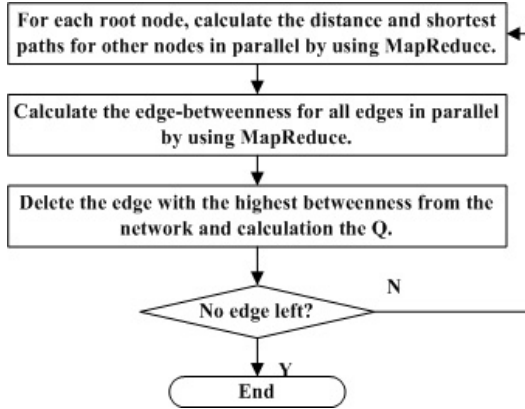 For each root node, calculate the distance and shortest
paths for other nodes in parallel by using MapReduce.
Calculate the edge-betweenness for all edges in parallel
by using MapReduce.
Delete the edge with the highest betweenness from the
network and calculation the Q.
N
No edge left?
Y
End